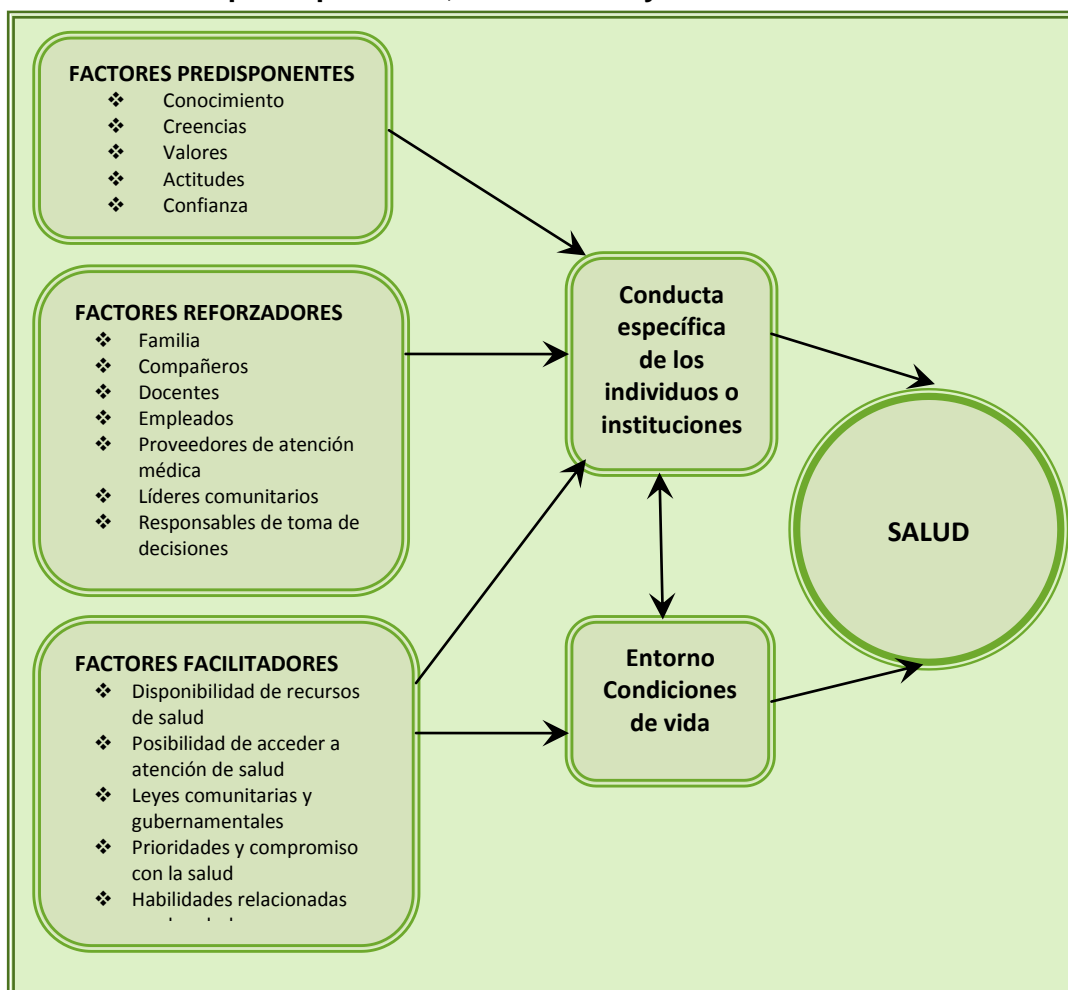 FACTORES PREDISPONENTES
❖ Conocimiento
❖ Creencias
❖ Valores
❖ Actitudes
❖ Confianza
FACTORES REFORZADORES
❖ Familia
❖ Compañeros
❖ Docentes
❖ Empleados
❖ Proveedores de atención
médica
❖ Líderes comunitarios
❖ Responsables de toma de
decisiones
FACTORES FACILITADORES
❖ Disponibilidad de recursos
de salud
❖ Posibilidad de acceder a
atención de salud
❖ Leyes comunitarias y
gubernamentales
❖ Prioridades y compromiso
con la salud
❖ Habilidades relacionadas
Conducta
específica
de los
individuos o
instituciones
Entorno
Condiciones
de vida
SALUD